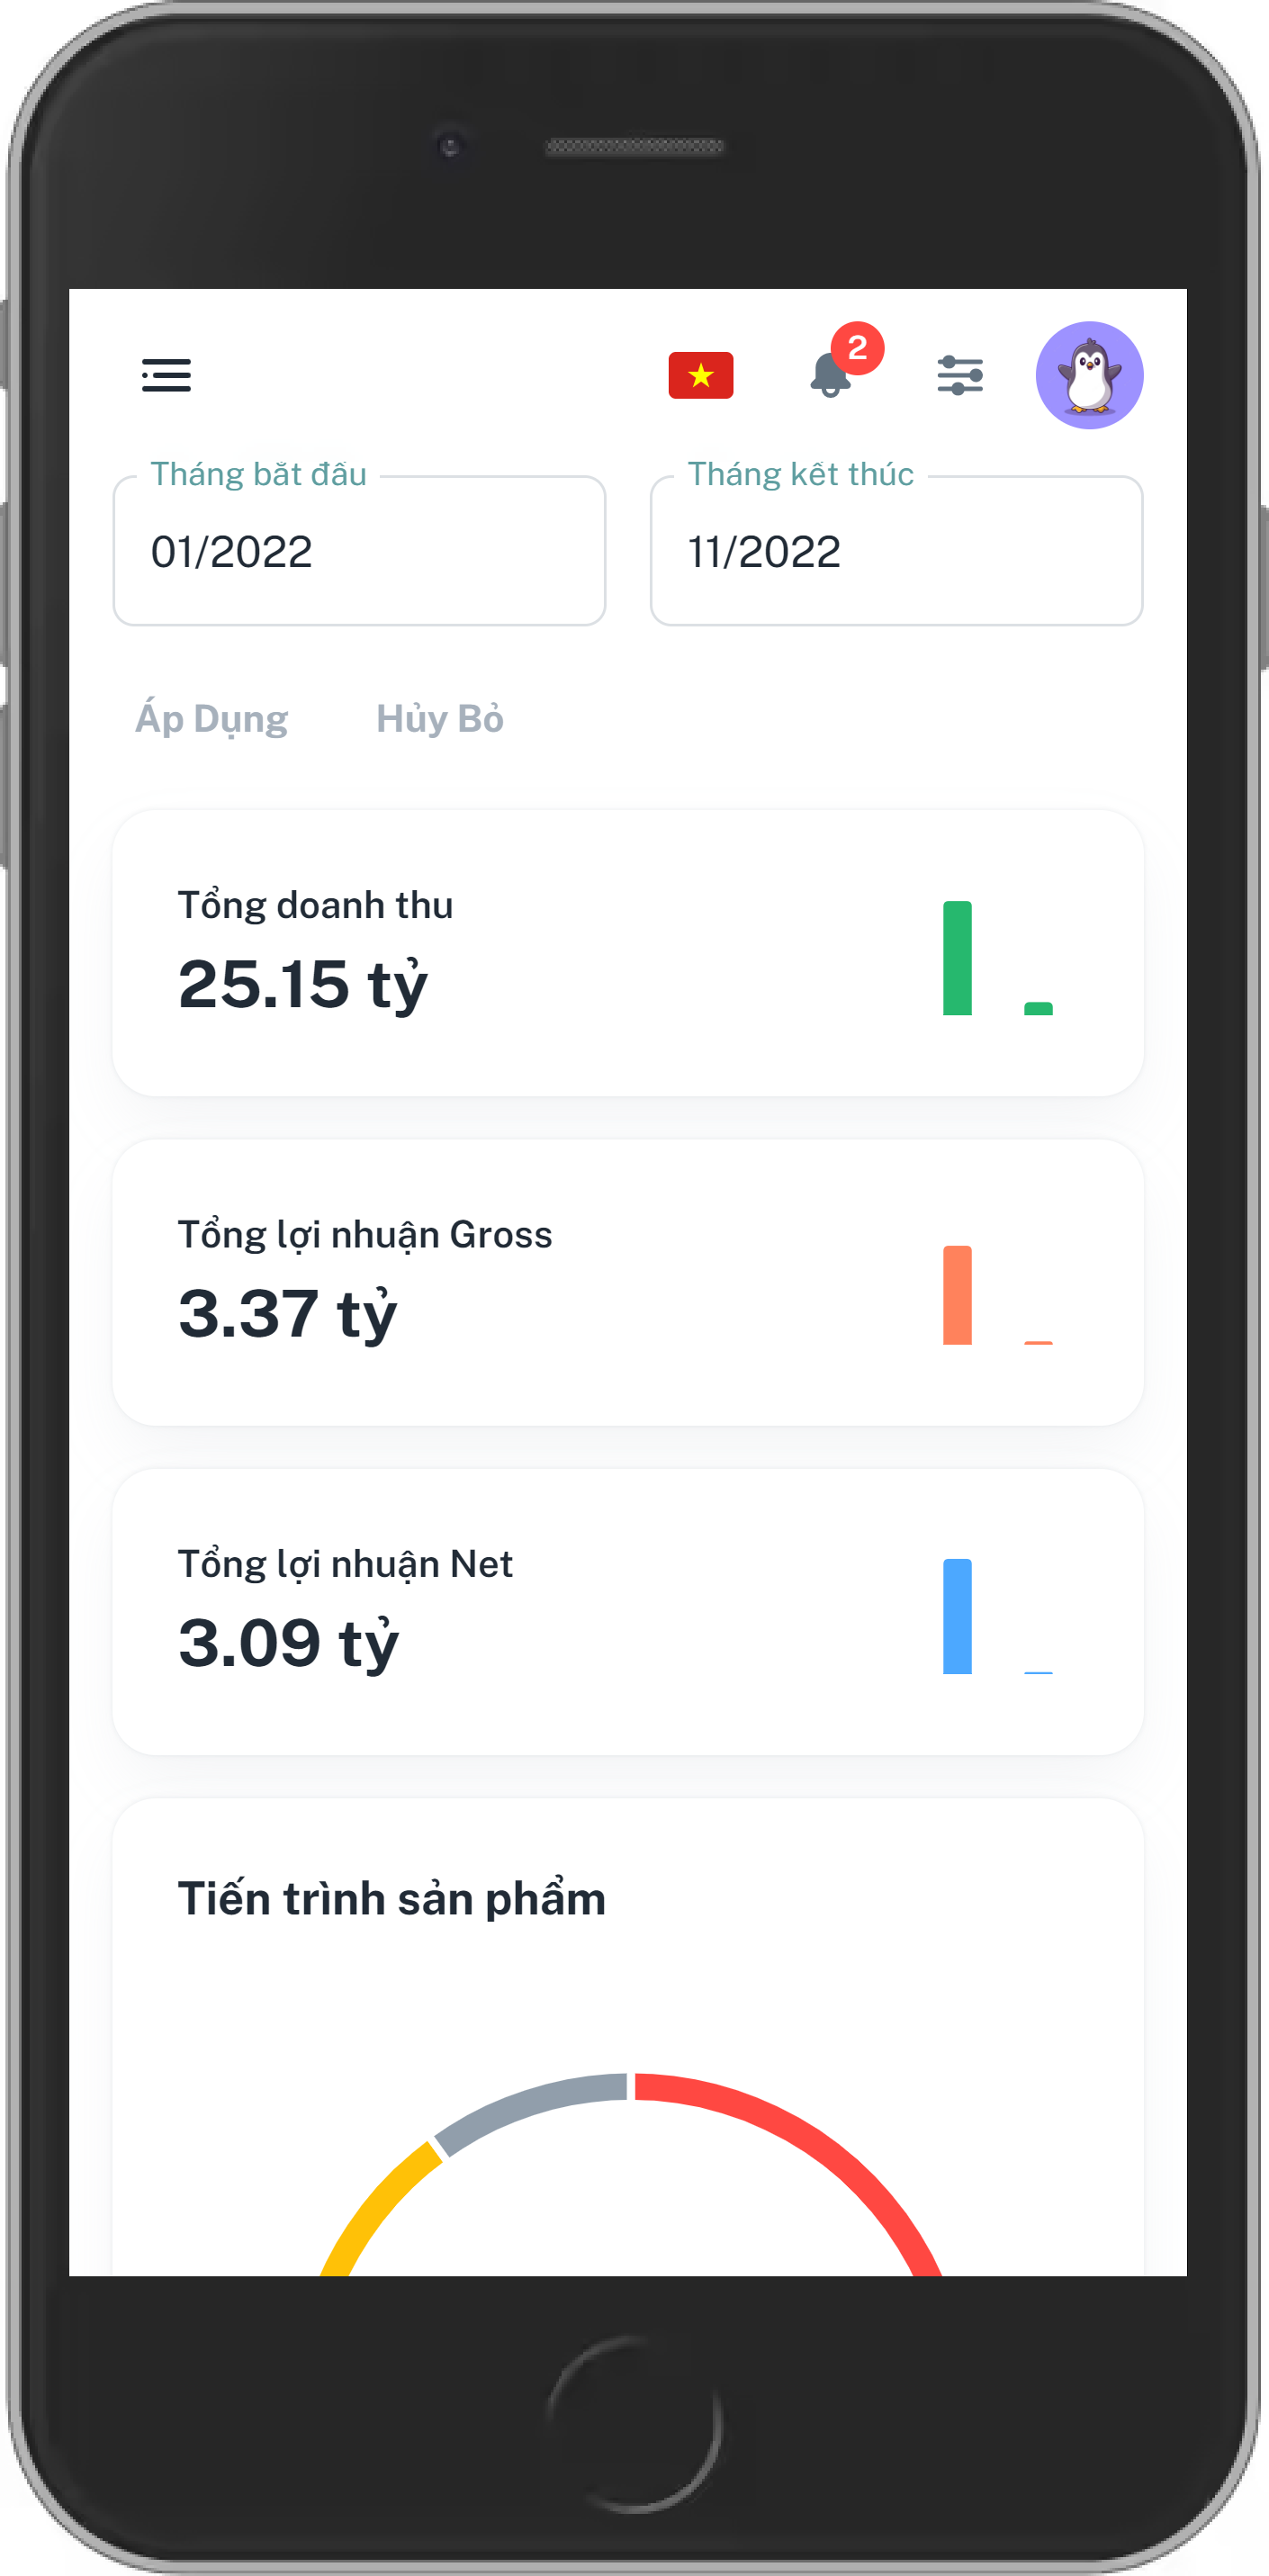 2
Tháng bắt đầu
Tháng kết thúc
01/2022
11/2022
Áp Dụng
Hủy Bỏ
Tổng doanh thu
25.15 tỷ
Tổng lợi nhuận Gross
3.37 tỷ
Tổng lợi nhuận Net
3.09 tỷ
Tiến trình sản phẩm